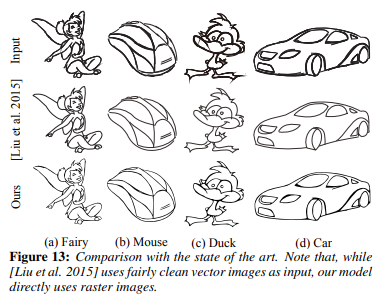 Input
[Liu et al. 2015]
Ours
(a) Fairy (b) Mouse (c) Duck (d) Car
Figure 13: Comparison with the state of the art. Note that, while
[Liu et al. 2015] uses fairly clean vector images as input, our model
directly uses raster images.